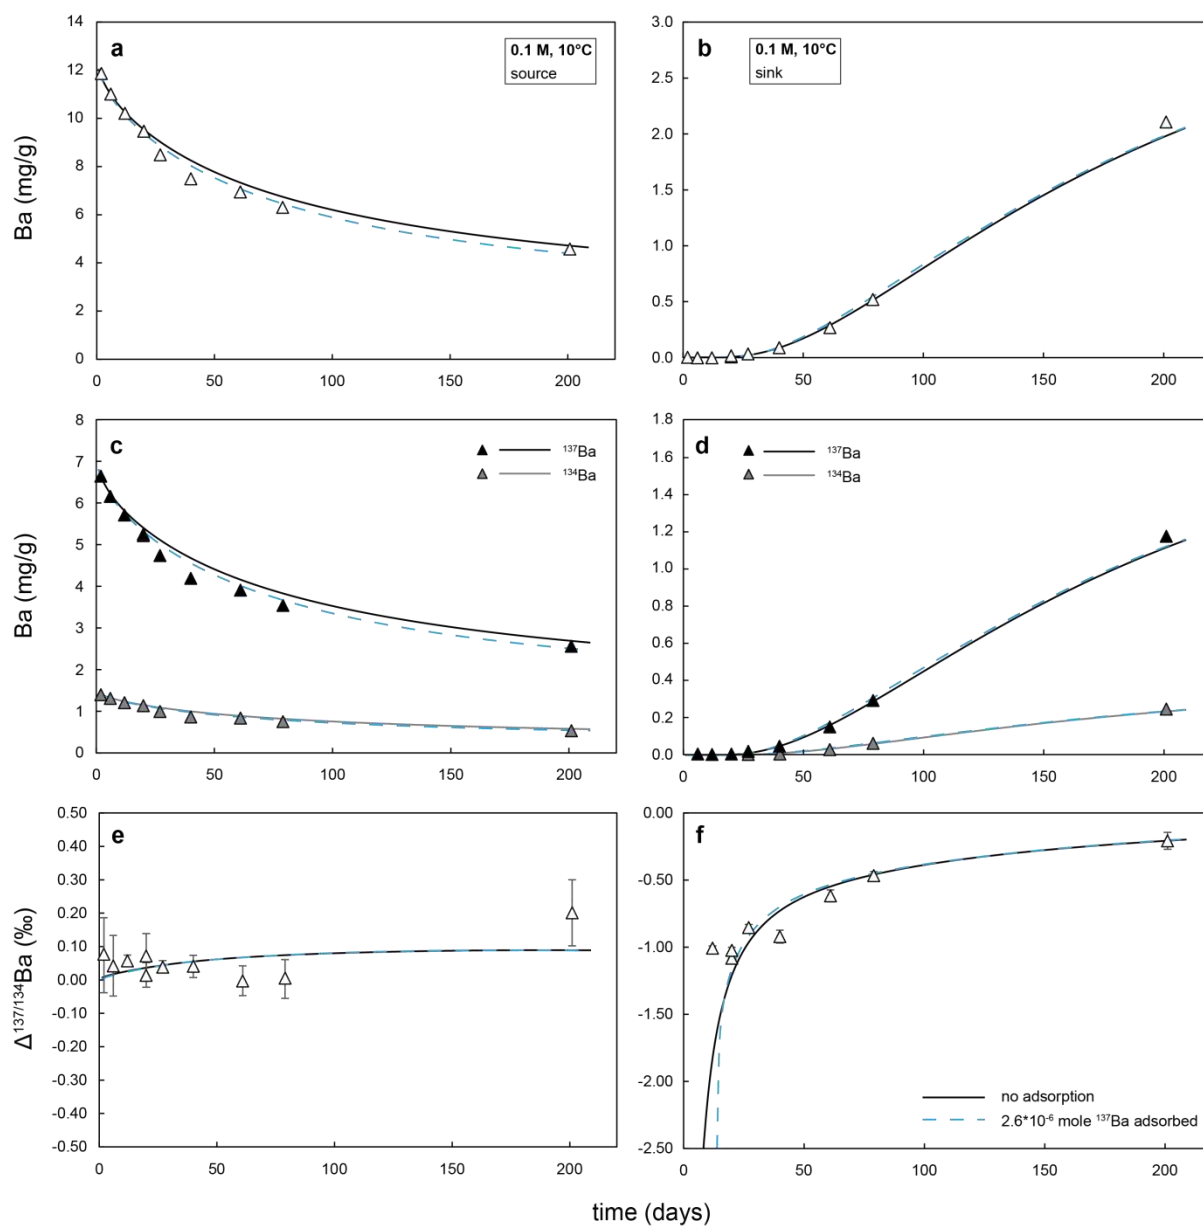 a
0.1 M, 10°C
source
Ba (mg/g)
14
12
10
8
6
4
2
0
0 50 100 150 200
b
0.1 M, 10°C
sink
3.0
2.5
2.0
1.5
1.0
0.5
0.0
0 50 100 150 200
c
¹³⁷Ba
¹³⁴Ba
Ba (mg/g)
8
7
6
5
4
3
2
1
0
0 50 100 150 200
d
¹³⁷Ba
¹³⁴Ba
1.8
1.6
1.4
1.2
1.0
0.8
0.6
0.4
0.2
0.0
0 50 100 150 200
e
Δ¹³⁷/¹³⁴Ba (‰)
0.50
0.40
0.30
0.20
0.10
0.00
-0.10
-0.20
-0.30
-0.40
-0.50
0 50 100 150 200
f
0.00
-0.50
-1.00
-1.50
-2.00
-2.50
no adsorption
2.6*10⁻⁶ mole ¹³⁷Ba adsorbed
0 50 100 150 200
time (days)